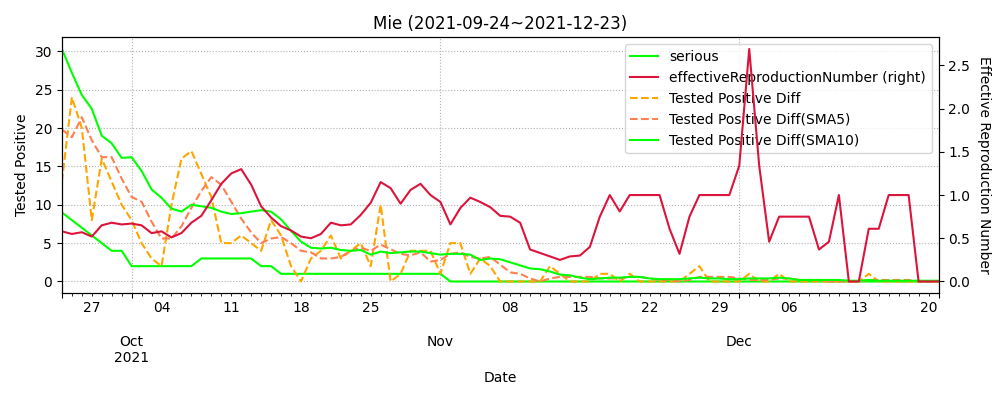 Mie (2021-09-24~2021-12-23)
serious
effectiveReproductionNumber (right)
Tested Positive Diff
Tested Positive Diff(SMA5)
Tested Positive Diff(SMA10)
Tested Positive
30
25
20
15
10
5
0
2.5
2.0
1.5
1.0
0.5
0.0
Effective Reproduction Number
27 04 11 18 25 08 15 22 29 06 13 20
Oct Nov Dec
2021
Date